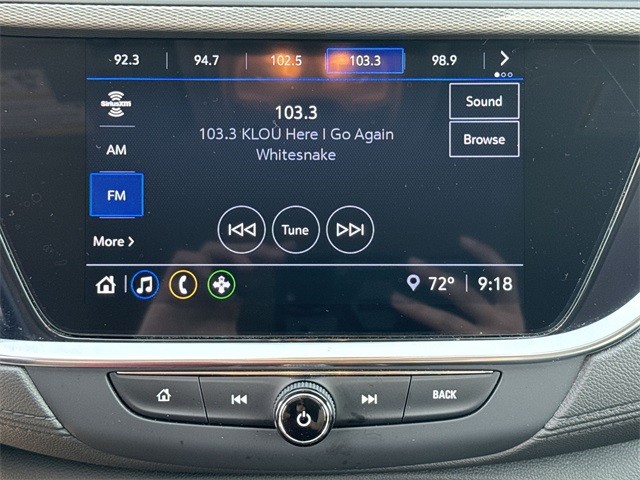 92.3 94.7 102.5 103.3 98.9
SiriusXM
AM
FM
More
103.3
103.3 KLOU Here I Go Again
Whitesnake
Sound
Browse
Tune
72° 9:18
BACK